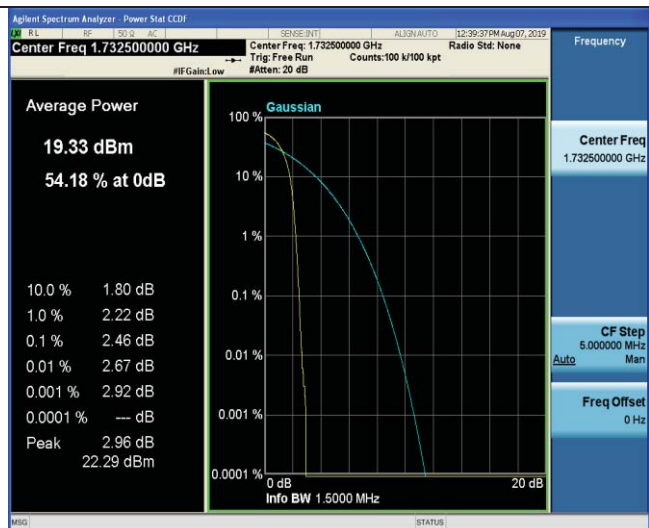 Agilent Spectrum Analyzer - Power Stat CCDF
RL RF 50 Ω AC SENSE:INT ALIGN AUTO 12:39:37 PM Aug 07, 2019
Center Freq 1.732500000 GHz
Center Freq: 1.732500000 GHz Radio Std: None
Trig: Free Run Counts:100 k/100 kpt
#IFGain:Low #Atten: 20 dB
Frequency
Average Power
19.33 dBm
54.18 % at 0dB
10.0 % 1.80 dB
1.0 % 2.22 dB
0.1 % 2.46 dB
0.01 % 2.67 dB
0.001 % 2.92 dB
0.0001 % --- dB
Peak 2.96 dB
22.29 dBm
Gaussian
100 %
10 %
1 %
0.1 %
0.01 %
0.001 %
0.0001 %
0 dB 20 dB
Info BW 1.5000 MHz
Center Freq
1.732500000 GHz
CF Step
5.000000 MHz
Auto Man
Freq Offset
0 Hz
MSG STATUS